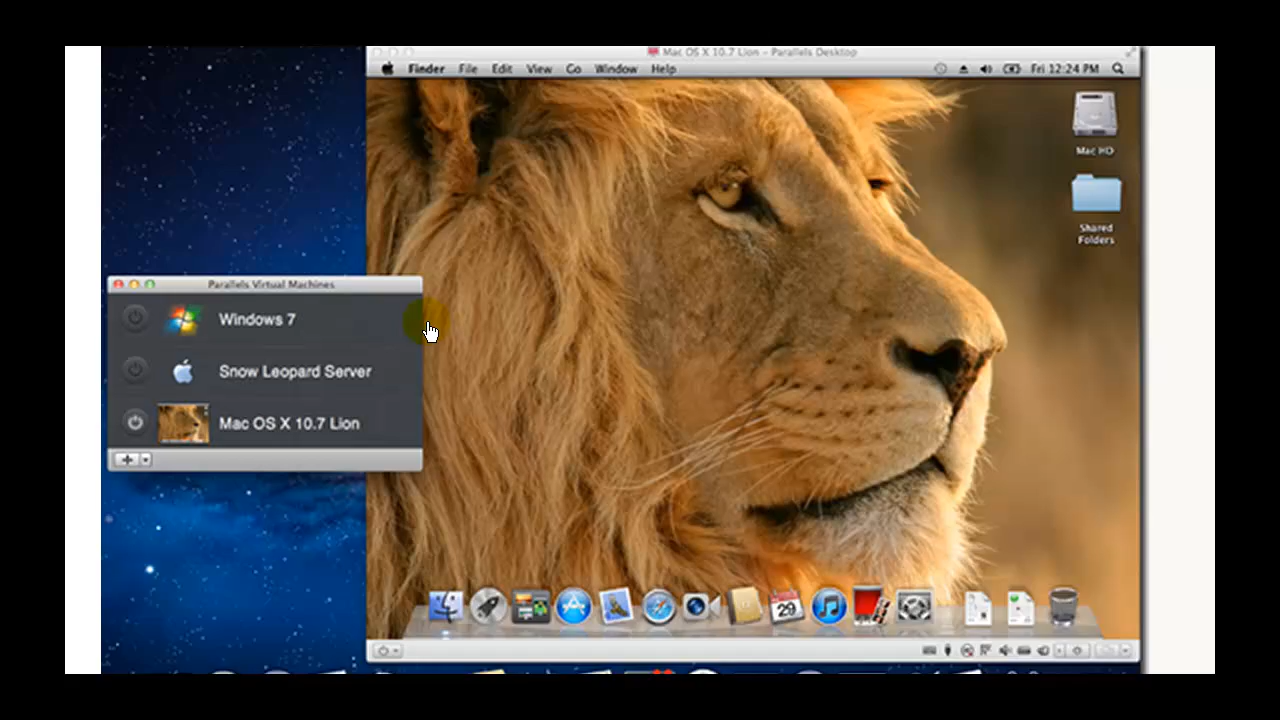 Mac OS X 10.7 Lion – Parallels Desktop
Finder File Edit View Go Window Help
Fri 12:24 PM
Mac HD
Shared
Folders
Parallels Virtual Machines
Windows 7
Snow Leopard Server
Mac OS X 10.7 Lion
29